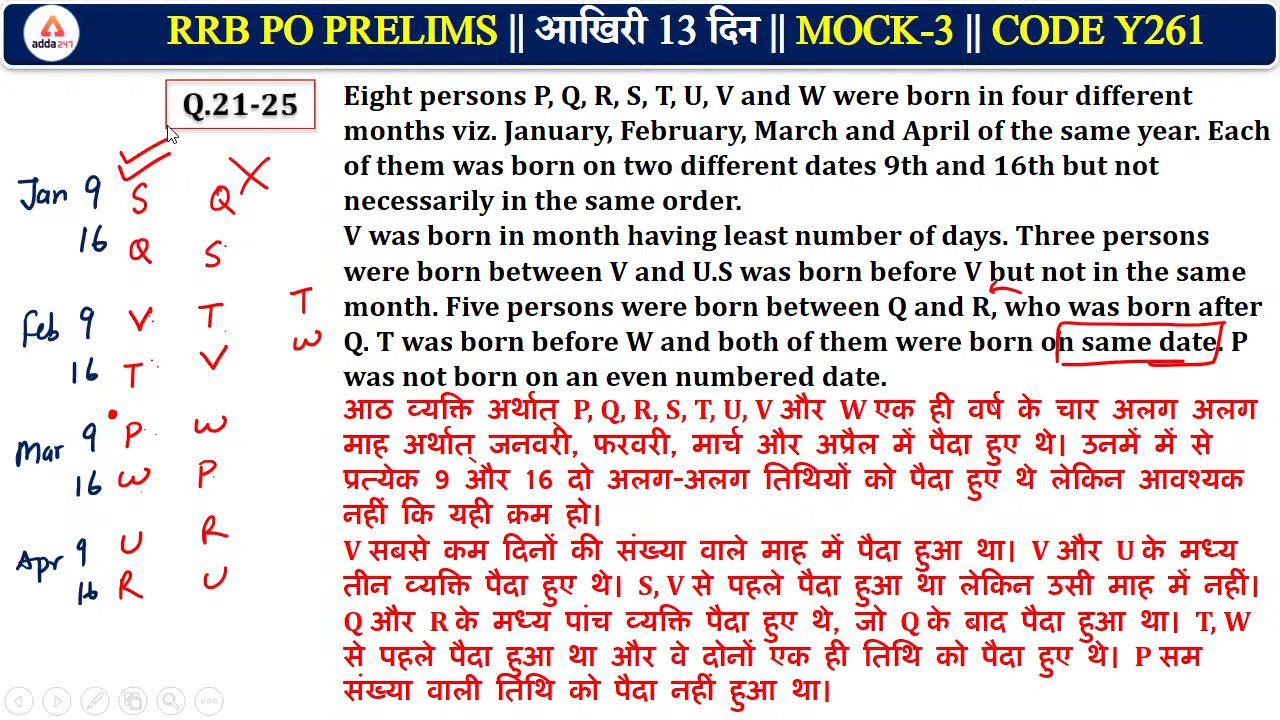 adda247
RRB PO PRELIMS || आखिरी 13 दिन || MOCK-3 || CODE Y261
Q.21-25
Eight persons P, Q, R, S, T, U, V and W were born in four different
months viz. January, February, March and April of the same year. Each
of them was born on two different dates 9th and 16th but not
necessarily in the same order.
V was born in month having least number of days. Three persons
were born between V and U.S was born before V but not in the same
month. Five persons were born between Q and R, who was born after
Q. T was born before W and both of them were born on same date. P
was not born on an even numbered date.
आठ व्यक्ति अर्थात् P, Q, R, S, T, U, V और W एक ही वर्ष के चार अलग अलग
माह अर्थात् जनवरी, फरवरी, मार्च और अप्रैल में पैदा हुए थे। उनमें में से
प्रत्येक 9 और 16 दो अलग-अलग तिथियों को पैदा हुए थे लेकिन आवश्यक
नहीं कि यही क्रम हो।
V सबसे कम दिनों की संख्या वाले माह में पैदा हुआ था। V और U के मध्य
तीन व्यक्ति पैदा हुए थे। S, V से पहले पैदा हुआ था लेकिन उसी माह में नहीं।
Q और R के मध्य पांच व्यक्ति पैदा हुए थे, जो Q के बाद पैदा हुआ था। T, W
से पहले पैदा हुआ था और वे दोनों एक ही तिथि को पैदा हुए थे। P सम
संख्या वाली तिथि को पैदा नहीं हुआ था।
Jan 9 S Q
16 Q S
Feb 9 V T T
16 T V W
Mar 9 P W
16 W P
Apr 9 U R
16 R U